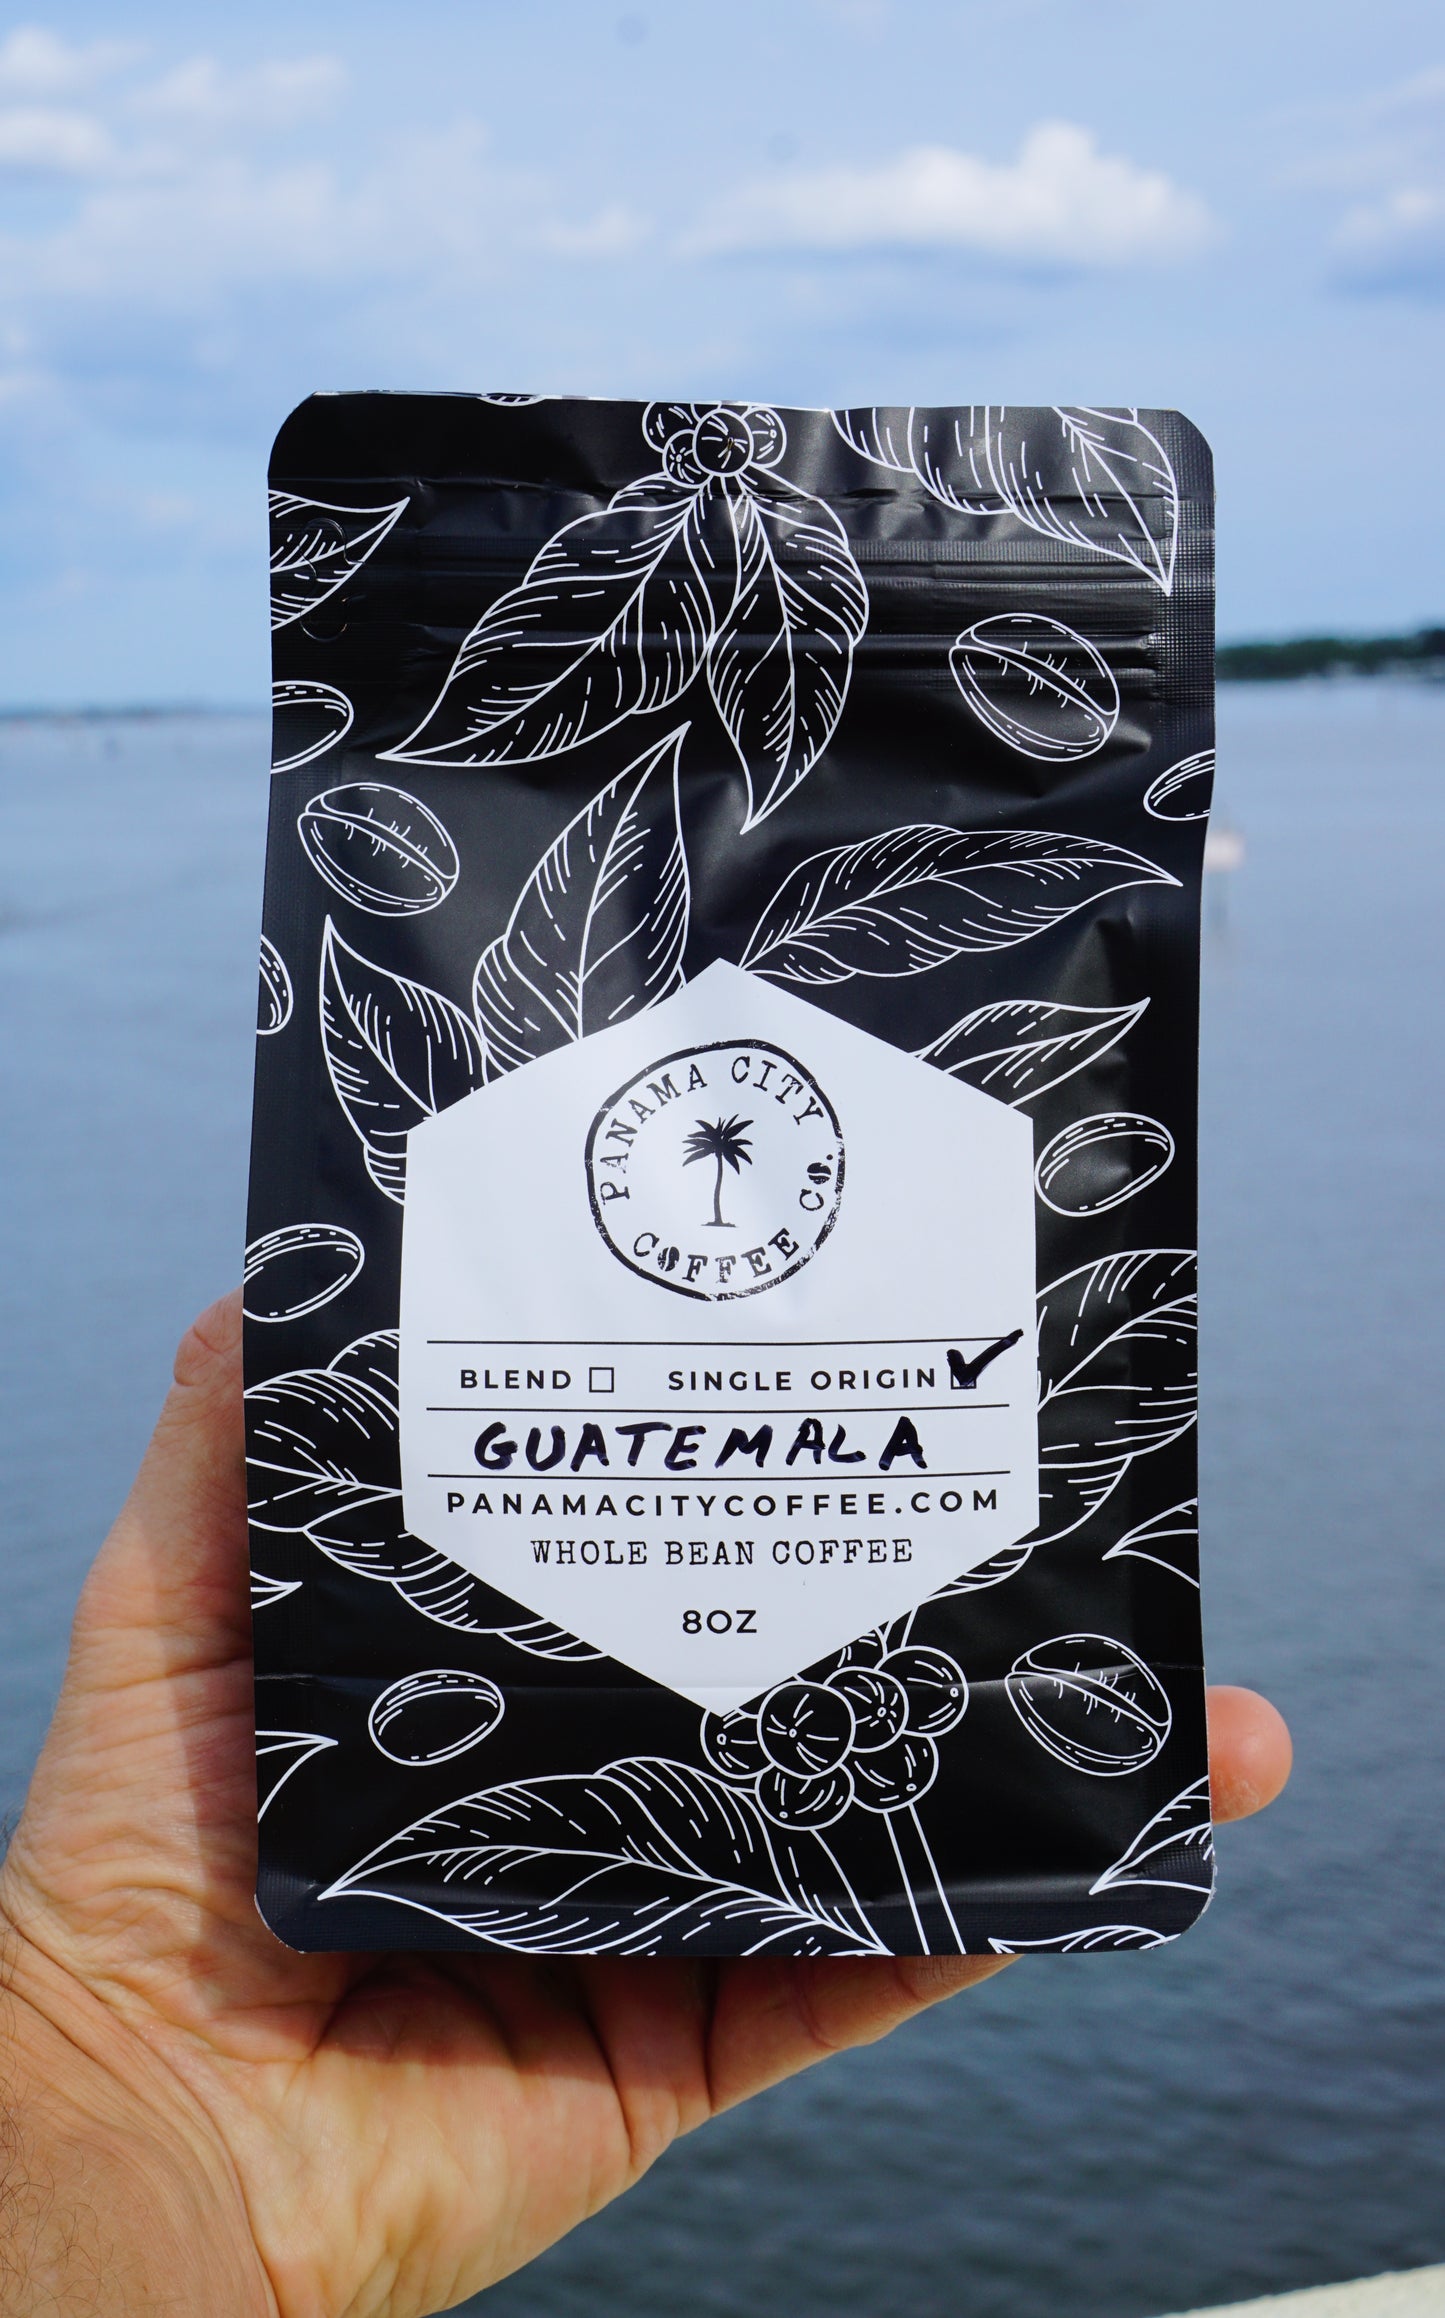 PANAMA CITY
COFFEE CO.
BLEND SINGLE ORIGIN
GUATEMALA
PANAMACITYCOFFEE.COM
WHOLE BEAN COFFEE
8OZ